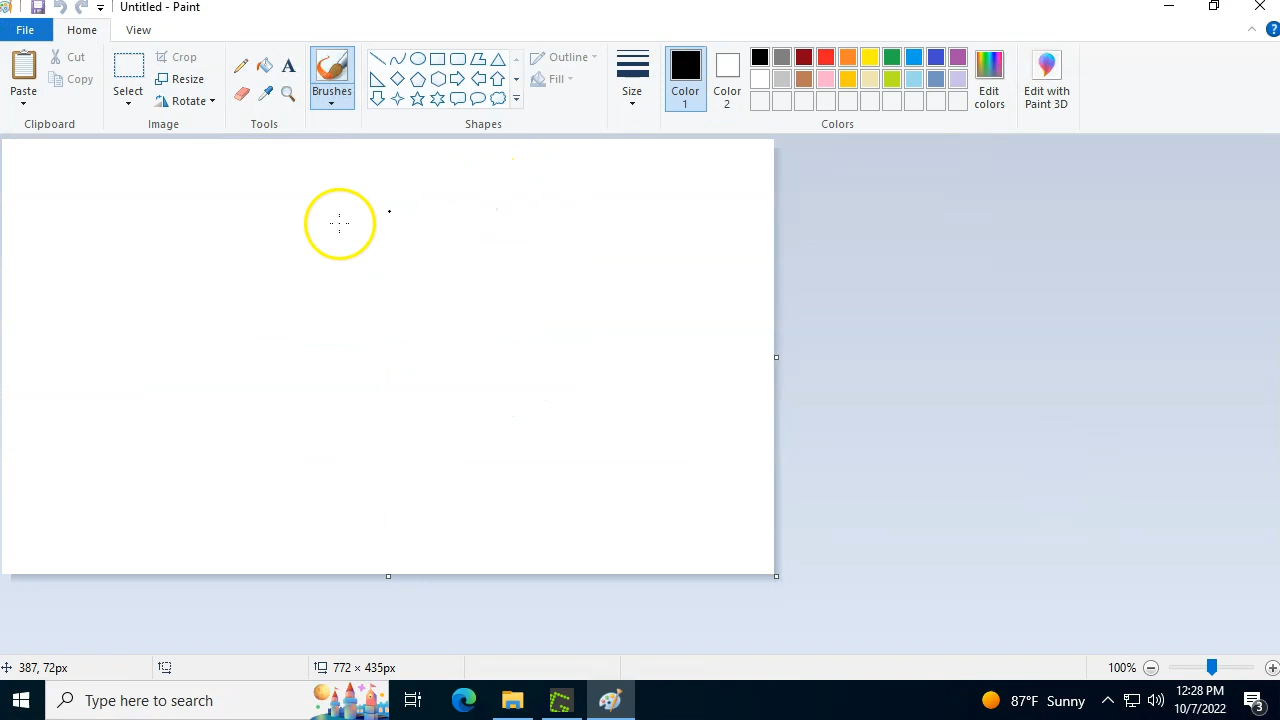 Untitled - Paint
File Home View
Paste Cut Copy Select Crop Resize Rotate Brushes Outline Fill Size Color 1 Color 2 Edit colors Edit with Paint 3D
Clipboard Image Tools Shapes Colors
387, 72px 772 × 435px 100%
Type here to search 87°F Sunny 12:28 PM
10/7/2022 3